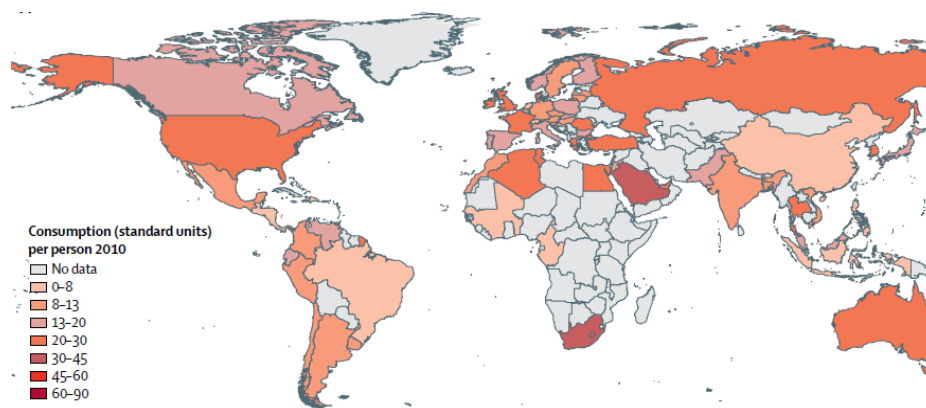 Consumption (standard units)
per person 2010
No data
0–8
8–13
13–20
20–30
30–45
45–60
60–90